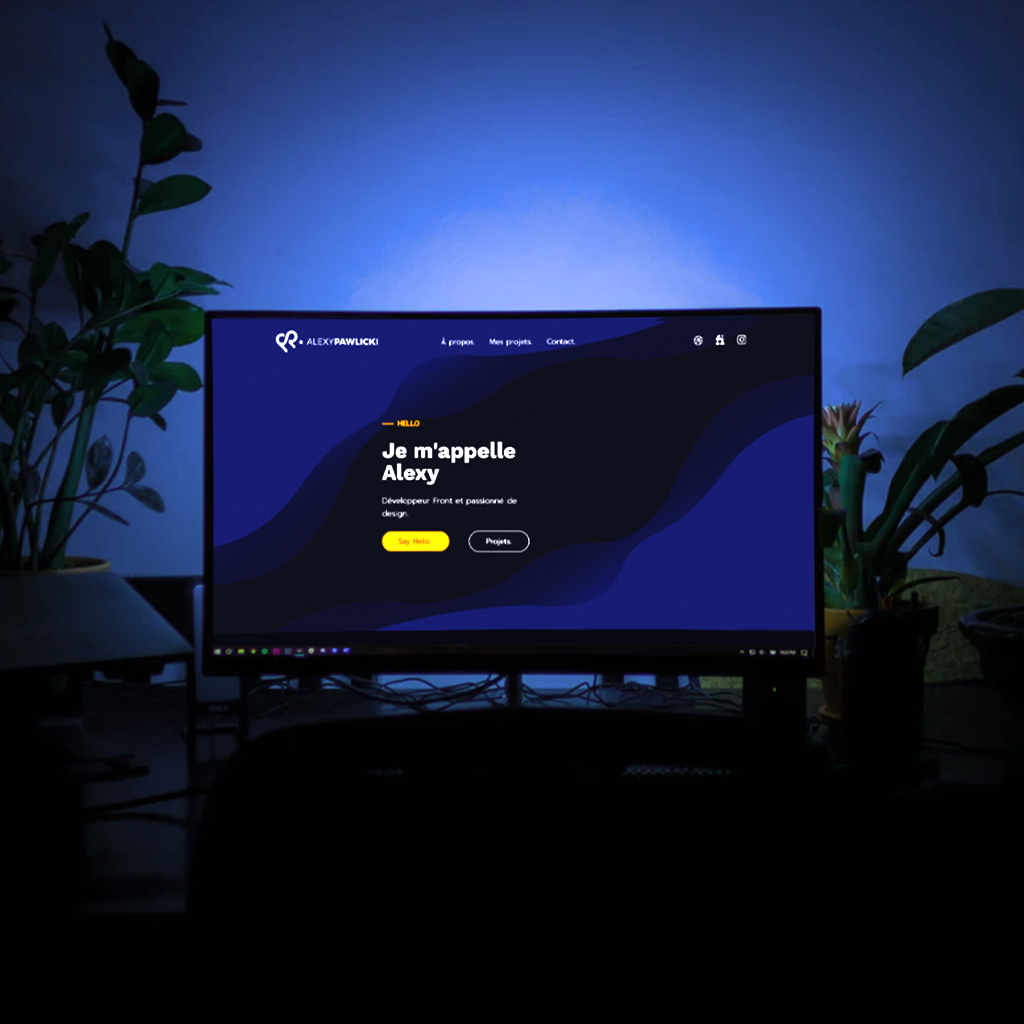 ALEXYPAWLICKI
À propos. Mes projets. Contact.
HELLO
Je m'appelle
Alexy
Développeur Front et passionné de
design.
Say Hello. Projets.